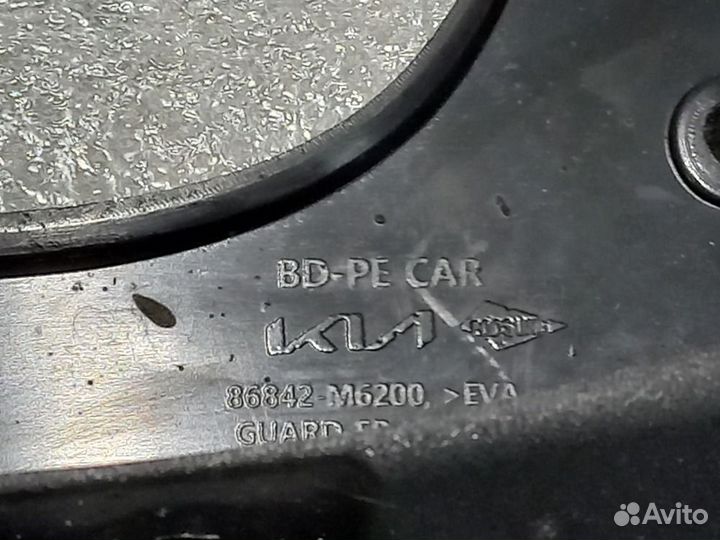 BD-PE CAR
KIA
86842-M6200, >EVA
GUARD
Avito